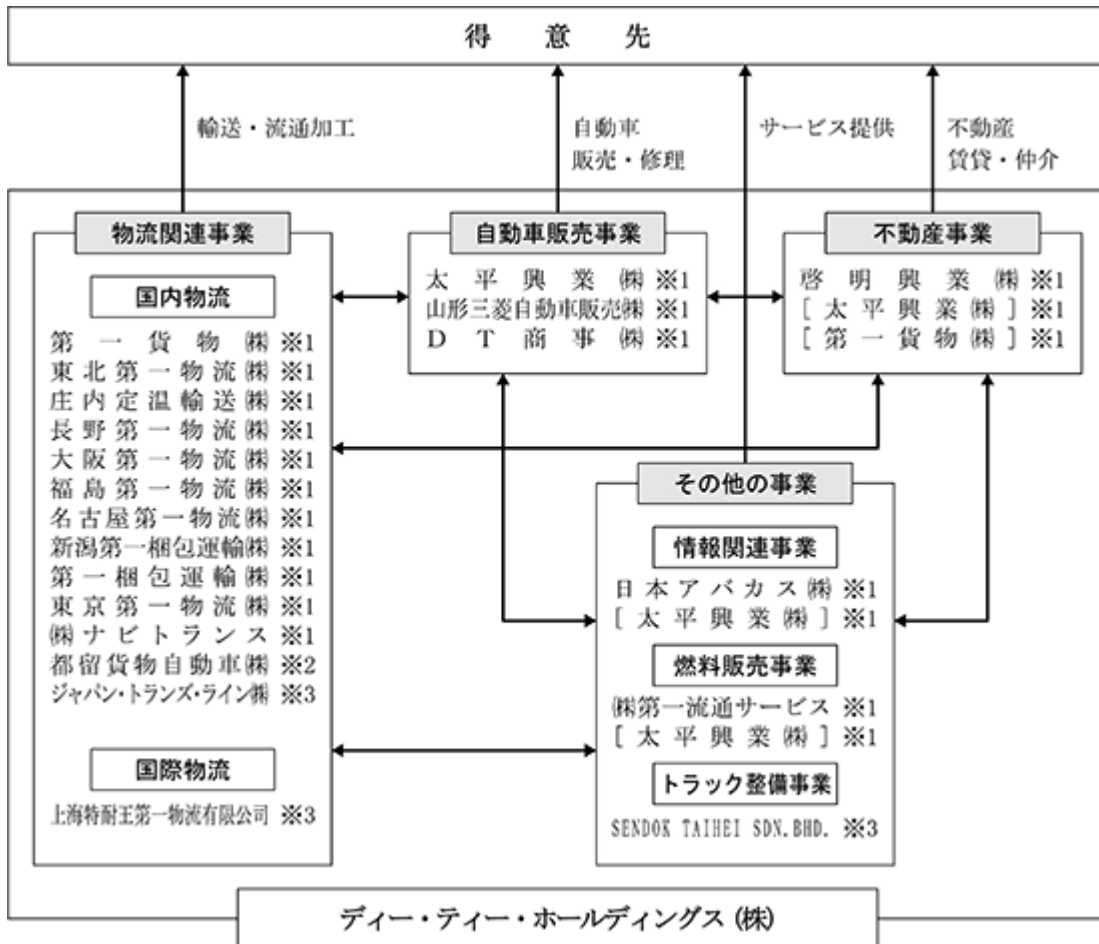 得意先
輸送・流通加工
自動車
販売・修理
サービス提供
不動産
賃貸・仲介
物流関連事業
国内物流
第一貨物㈱ ※1
東北第一物流㈱ ※1
庄内定温輸送㈱ ※1
長野第一物流㈱ ※1
大阪第一物流㈱ ※1
福島第一物流㈱ ※1
名古屋第一物流㈱ ※1
新潟第一梱包運輸㈱ ※1
第一梱包運輸㈱ ※1
東京第一物流㈱ ※1
㈱ナビトランス ※1
都留貨物自動車㈱ ※2
ジャパン・トランズ・ライン㈱ ※3
国際物流
上海特耐王第一物流有限公司 ※3
自動車販売事業
太平興業㈱ ※1
山形三菱自動車販売㈱ ※1
DT商事㈱ ※1
不動産事業
啓明興業㈱ ※1
[太平興業㈱] ※1
[第一貨物㈱] ※1
その他の事業
情報関連事業
日本アバカス㈱ ※1
[太平興業㈱] ※1
燃料販売事業
㈱第一流通サービス ※1
[太平興業㈱] ※1
トラック整備事業
SENDOK TAIHEI SDN.BHD. ※3
ディー・ティー・ホールディングス(株)